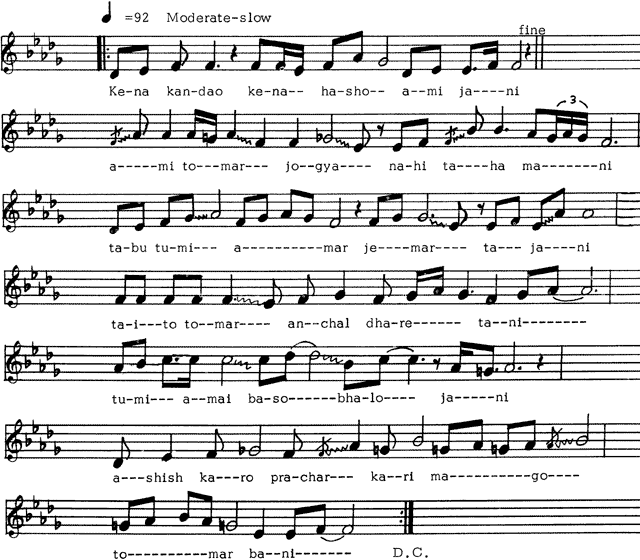 =92 Moderate-slow
fine
Ke-na kan-dao ke-na-- ha-sho-- a-mi ja----ni
3
a-----mi to--mar--- jo-gya---- na-hi ta---ha ma-------ni
ta-bu tu-mi--- a----------mar je-mar---- ta--- ja----ni
ta-i---to to--mar---- an--chal dha-re------- ta-ni---------
tu-mi--- a-mai ba-so------bha-lo---- ja-----ni
a---shish ka--ro pra-char--- ka-ri ma--------go----
to----------mar ba-ni------- D.C.